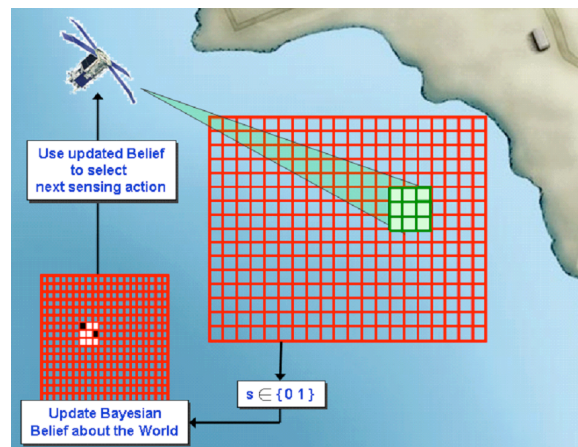 Use updated Belief
to select
next sensing action
s ∈ { 0 1 }
Update Bayesian
Belief about the World